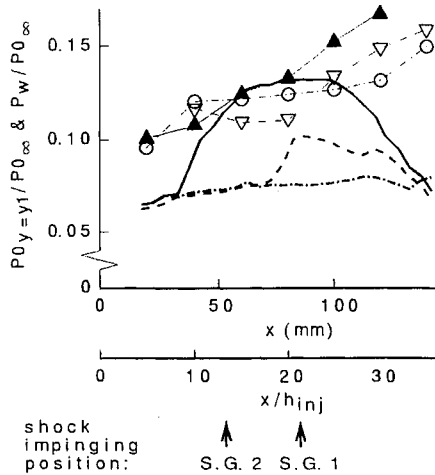 P0y=y1/P0∞ & Pw/P0∞
0.15
0.10
0.05
0
0 50 100
x (mm)
0 10 20 30
x/hinj
shock
impinging
position: S.G. 2 S.G. 1